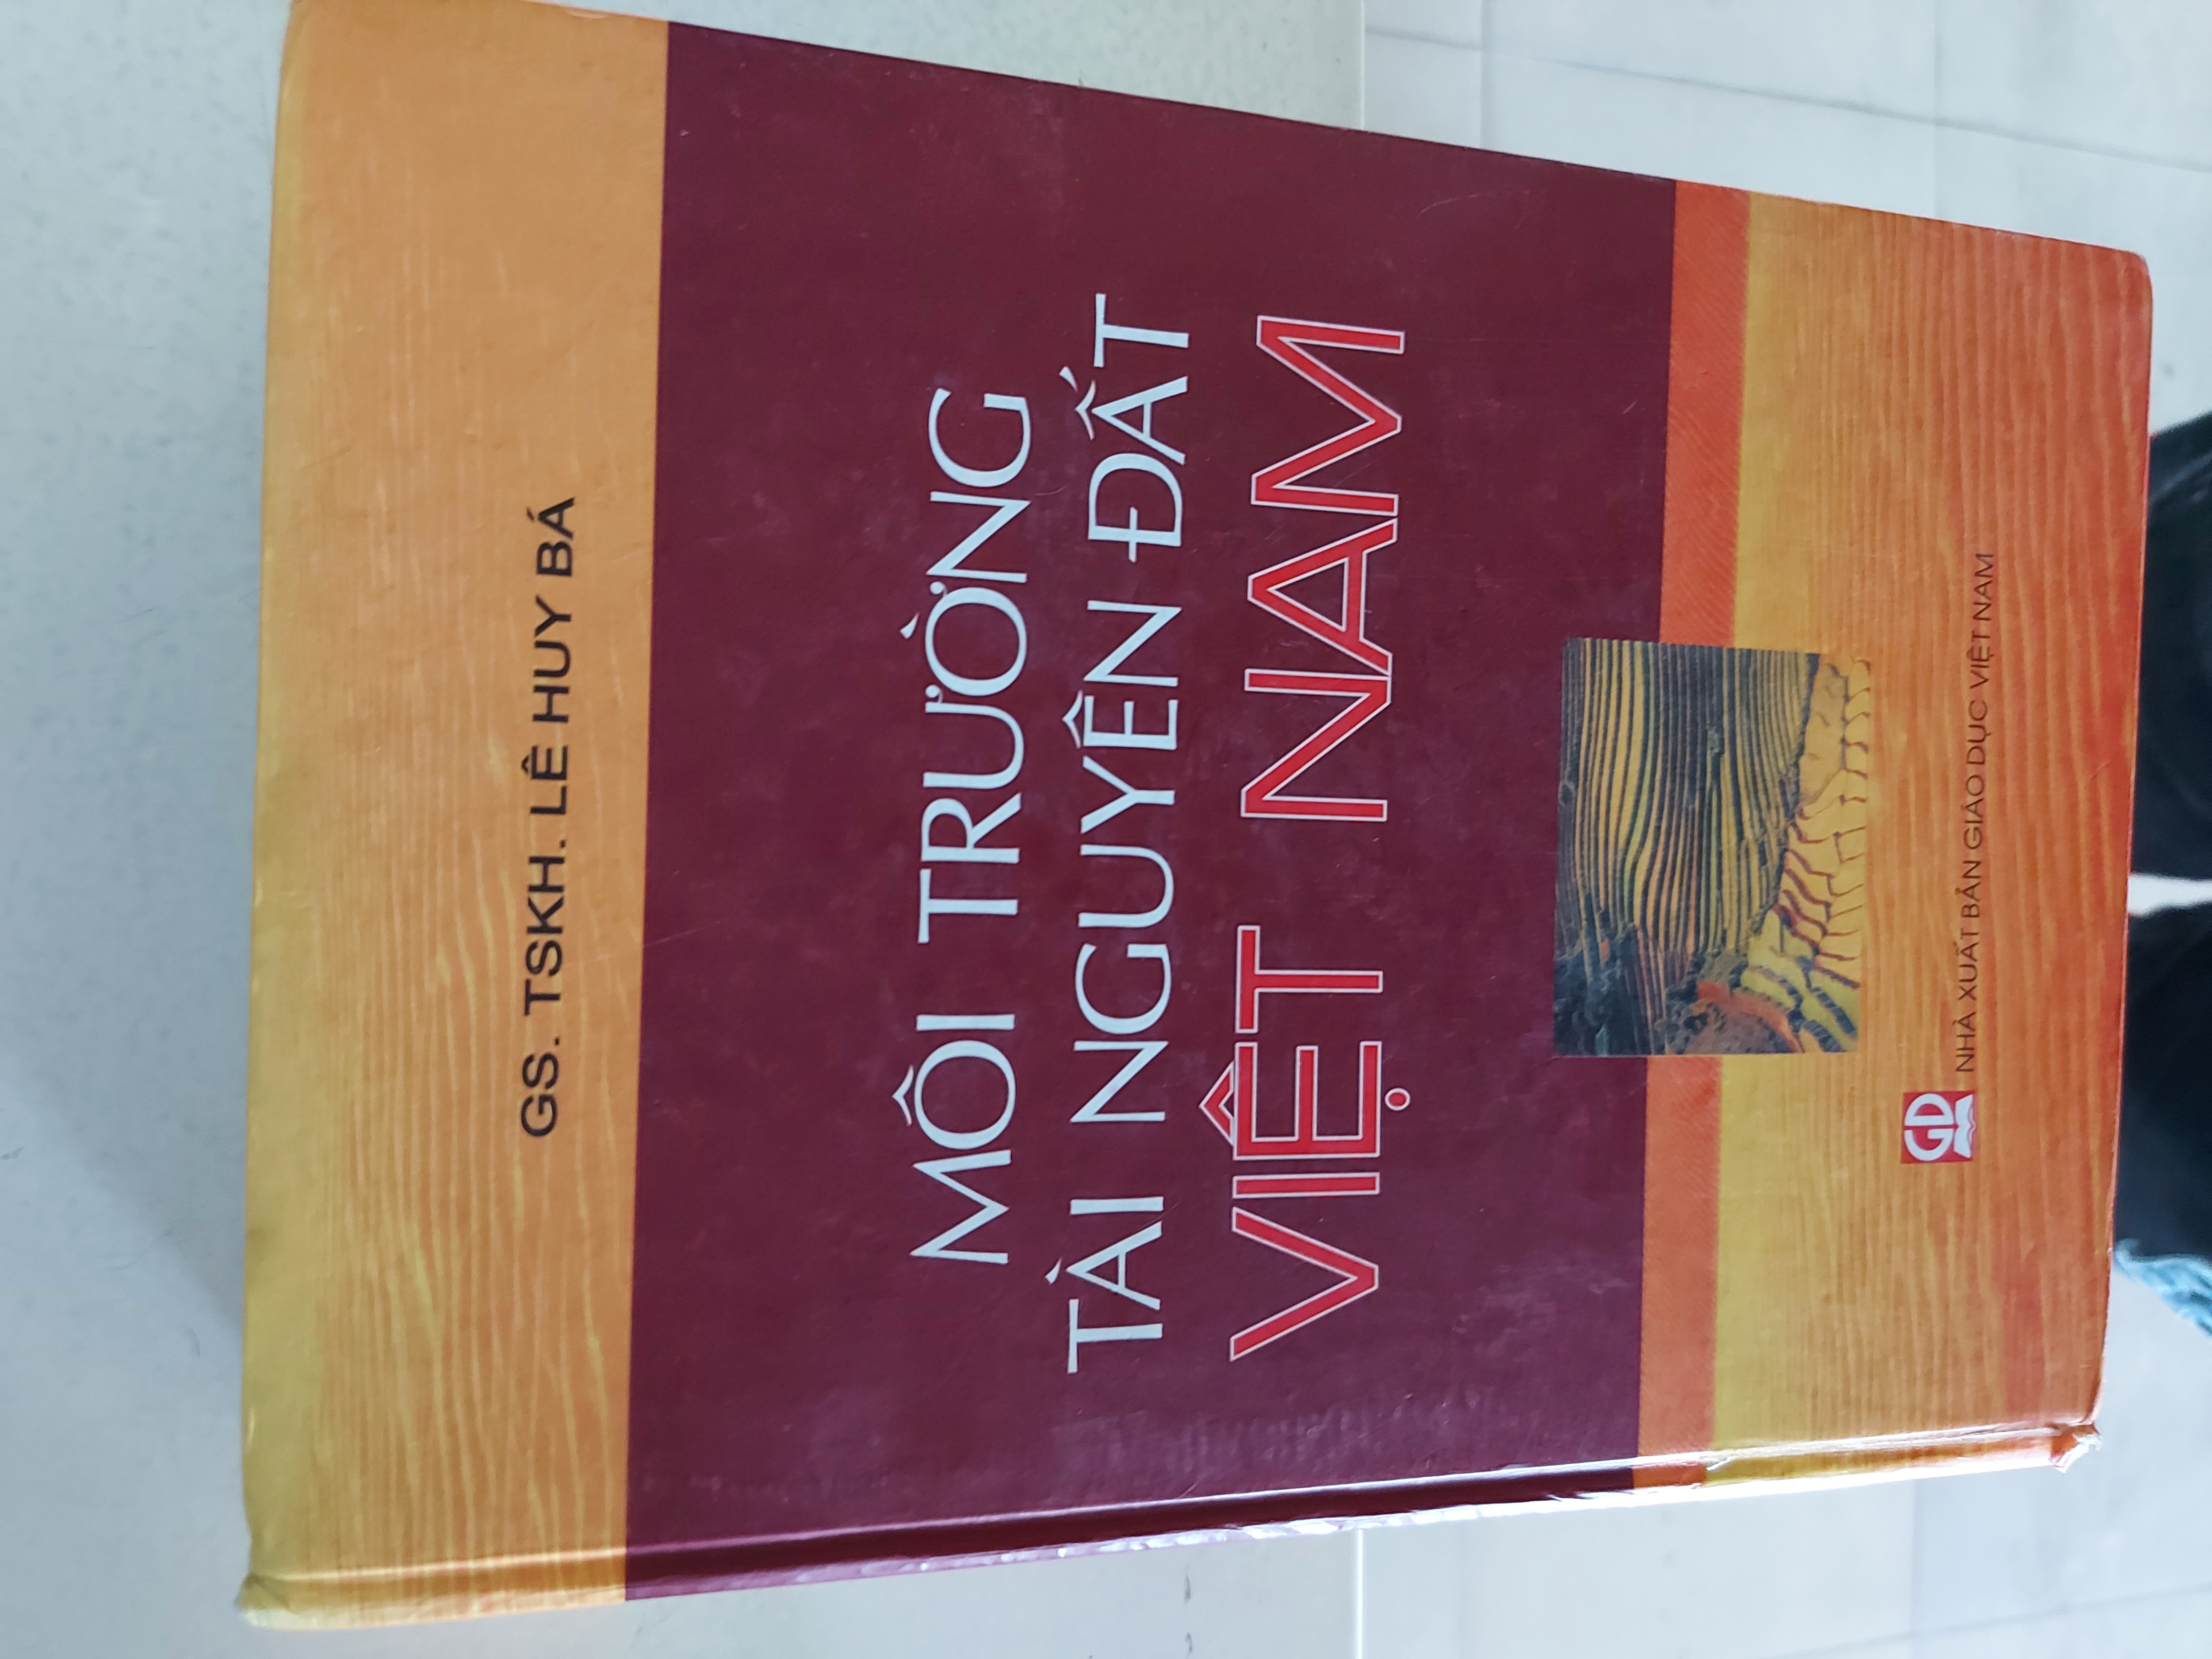 GS. TSKH. LÊ HUY BÁ
MÔI TRƯỜNG
TÀI NGUYÊN ĐẤT
VIỆT NAM
GD
NHÀ XUẤT BẢN GIÁO DỤC VIỆT NAM